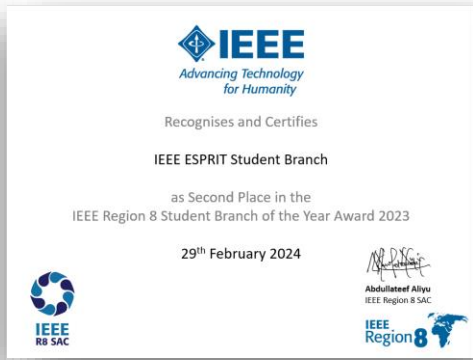 IEEE
Advancing Technology
for Humanity
Recognises and Certifies
IEEE ESPRIT Student Branch
as Second Place in the
IEEE Region 8 Student Branch of the Year Award 2023
29th February 2024
Abdullateef Aliyu
IEEE Region 8 SAC
IEEE
R8 SAC
IEEE
Region 8